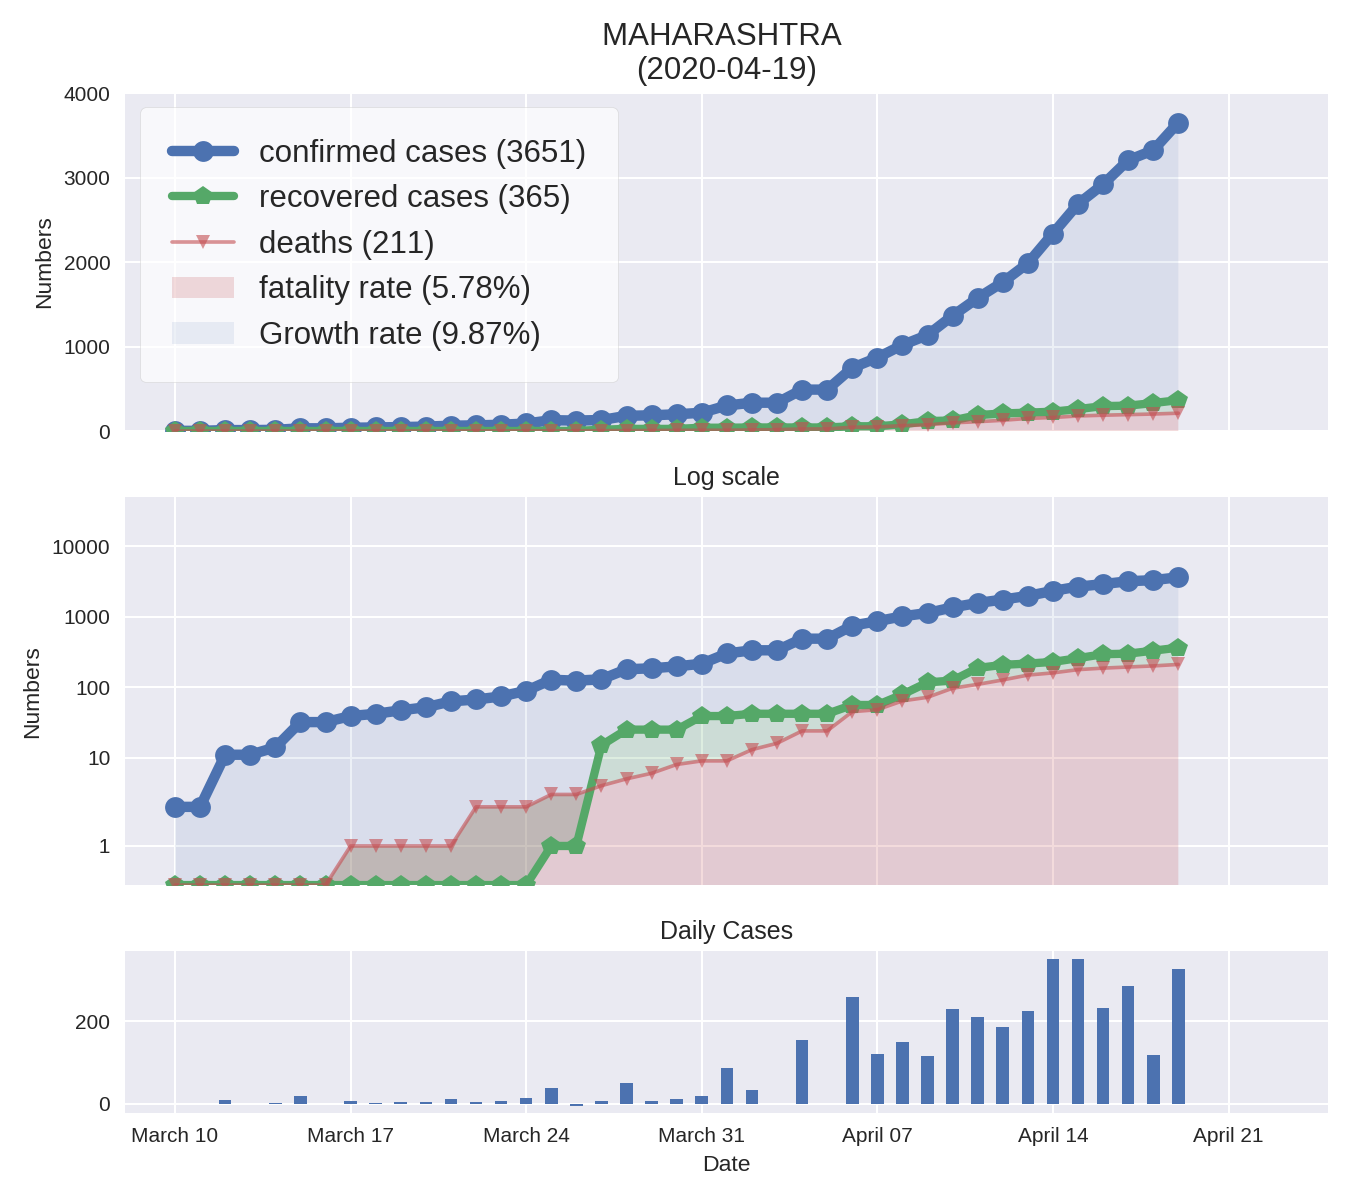 MAHARASHTRA
(2020-04-19)
4000
3000
2000
1000
0
Numbers
confirmed cases (3651)
recovered cases (365)
deaths (211)
fatality rate (5.78%)
Growth rate (9.87%)
Log scale
10000
1000
100
10
1
Numbers
Daily Cases
200
0
March 10 March 17 March 24 March 31 April 07 April 14 April 21
Date